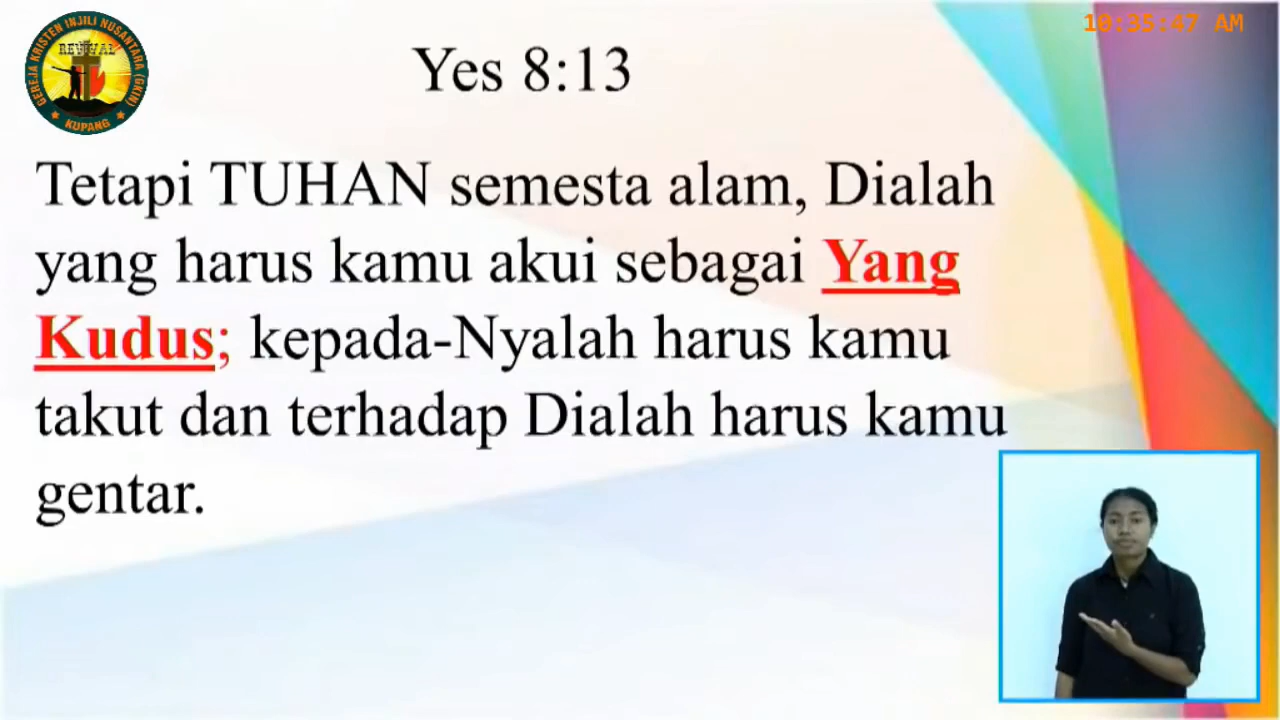 GEREJA KRISTEN INJILI NUSANTARA (GKIN)
REVIVAL
KUPANG
10:35:47 AM
Yes 8:13
Tetapi TUHAN semesta alam, Dialah
yang harus kamu akui sebagai Yang
Kudus; kepada-Nyalah harus kamu
takut dan terhadap Dialah harus kamu
gentar.